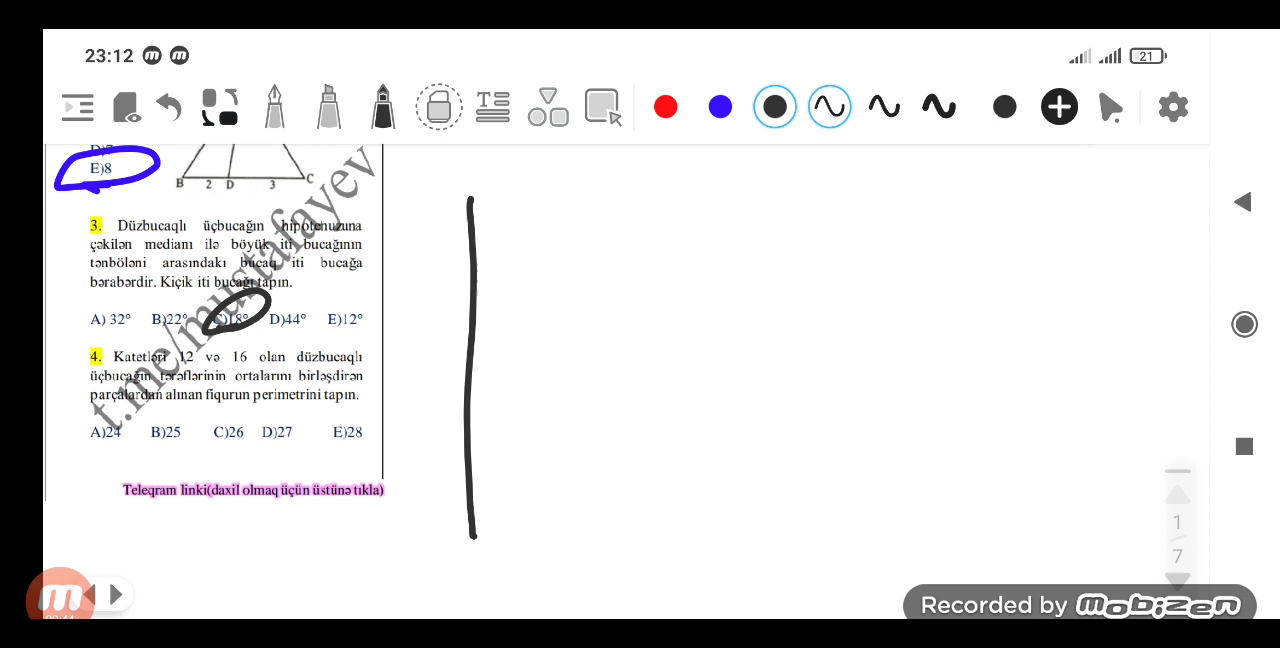 23:12
21
D)7
E)8
B 2 D 3 C
3. Düzbucaqlı üçbucağın hipotenuzuna
çəkilən medianı ilə böyük iti bucağının
tənböləni arasındakı bucaq iti bucağa
bərabərdir. Kiçik iti bucağı tapın.
A) 32° B)22° C)18° D)44° E)12°
4. Katetləri 12 və 16 olan düzbucaqlı
üçbucağın tərəflərinin ortalarını birləşdirən
parçalardan alınan fiqurun perimetrini tapın.
A)24 B)25 C)26 D)27 E)28
Teleqram linki(daxil olmaq üçün üstünə tıkla)
t.me/mustafayev
1
7
Recorded by mobizen